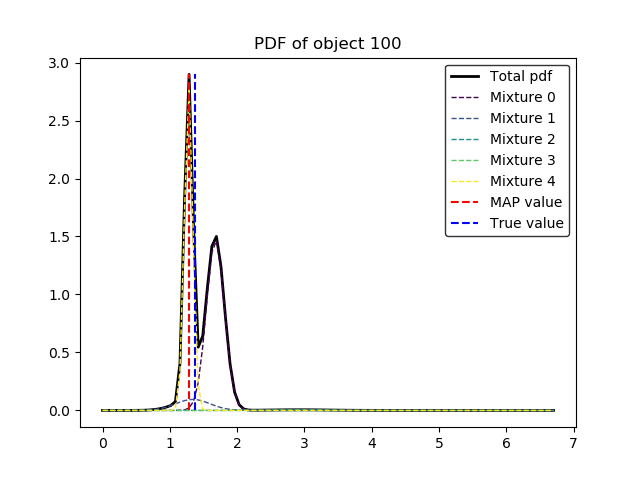 PDF of object 100
3.0
2.5
2.0
1.5
1.0
0.5
0.0
0 1 2 3 4 5 6 7
Total pdf
Mixture 0
Mixture 1
Mixture 2
Mixture 3
Mixture 4
MAP value
True value